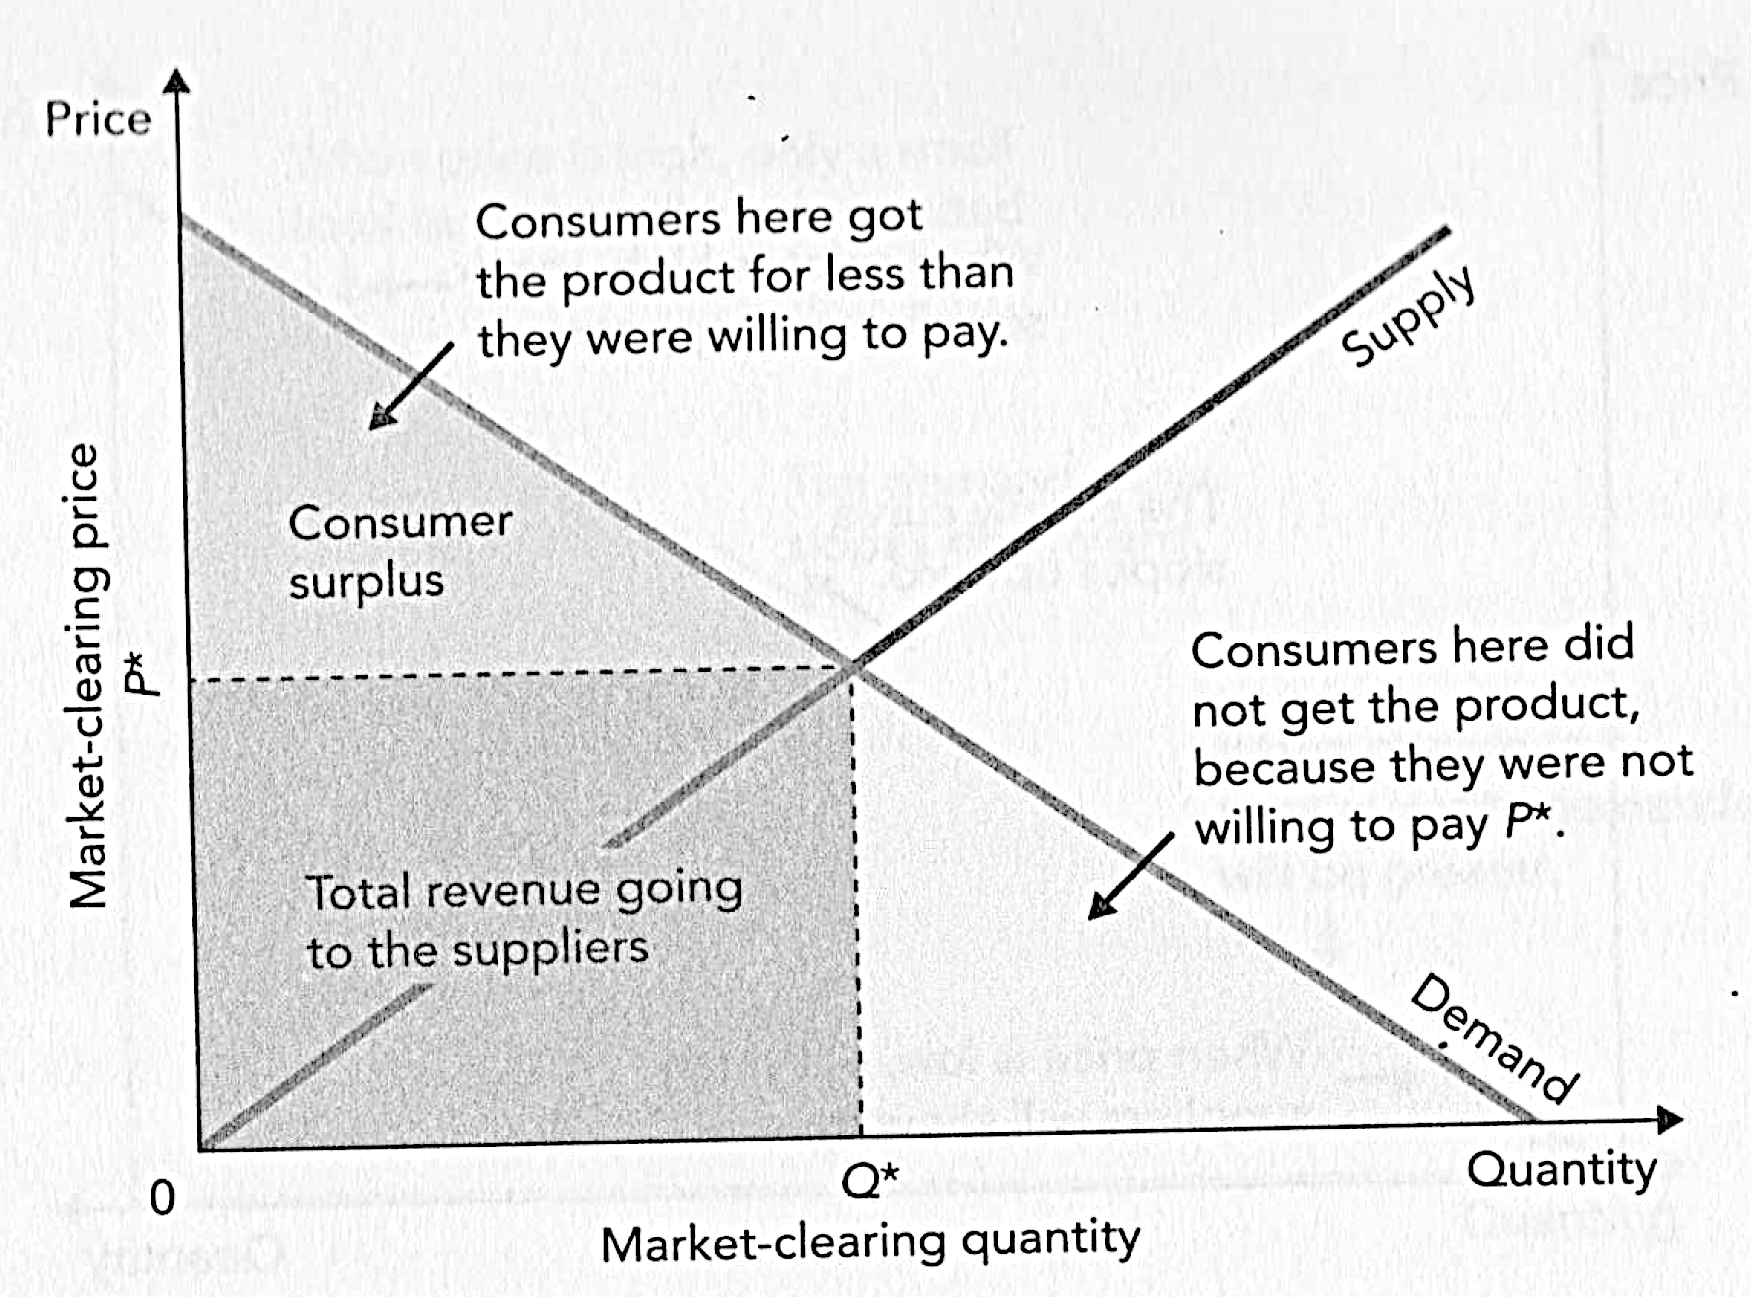 Price
Consumers here got
the product for less than
they were willing to pay.
Supply
Consumer
surplus
Market-clearing price
P*
Consumers here did
not get the product,
because they were not
willing to pay P*.
Total revenue going
to the suppliers
Demand
0
Q*
Quantity
Market-clearing quantity